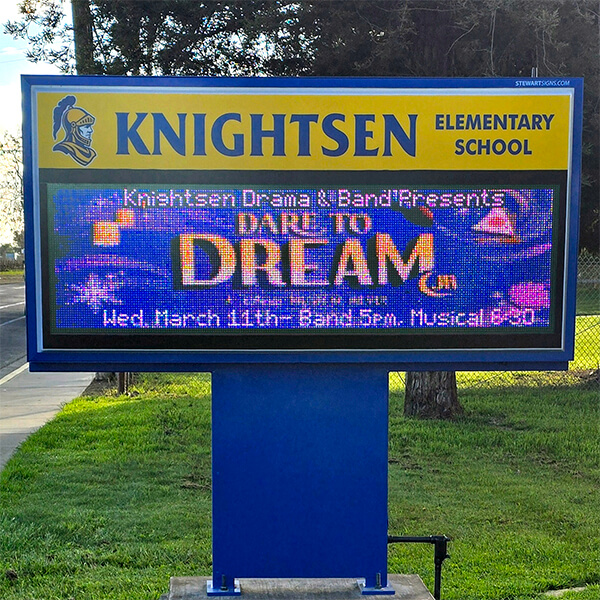 STEWARTSIGNS.COM
KNIGHTSEN ELEMENTARY SCHOOL
Knightsen Drama & Band Presents
DARE TO
DREAM JR.
Wed. March 11th- Band 5pm. Musical 6:30